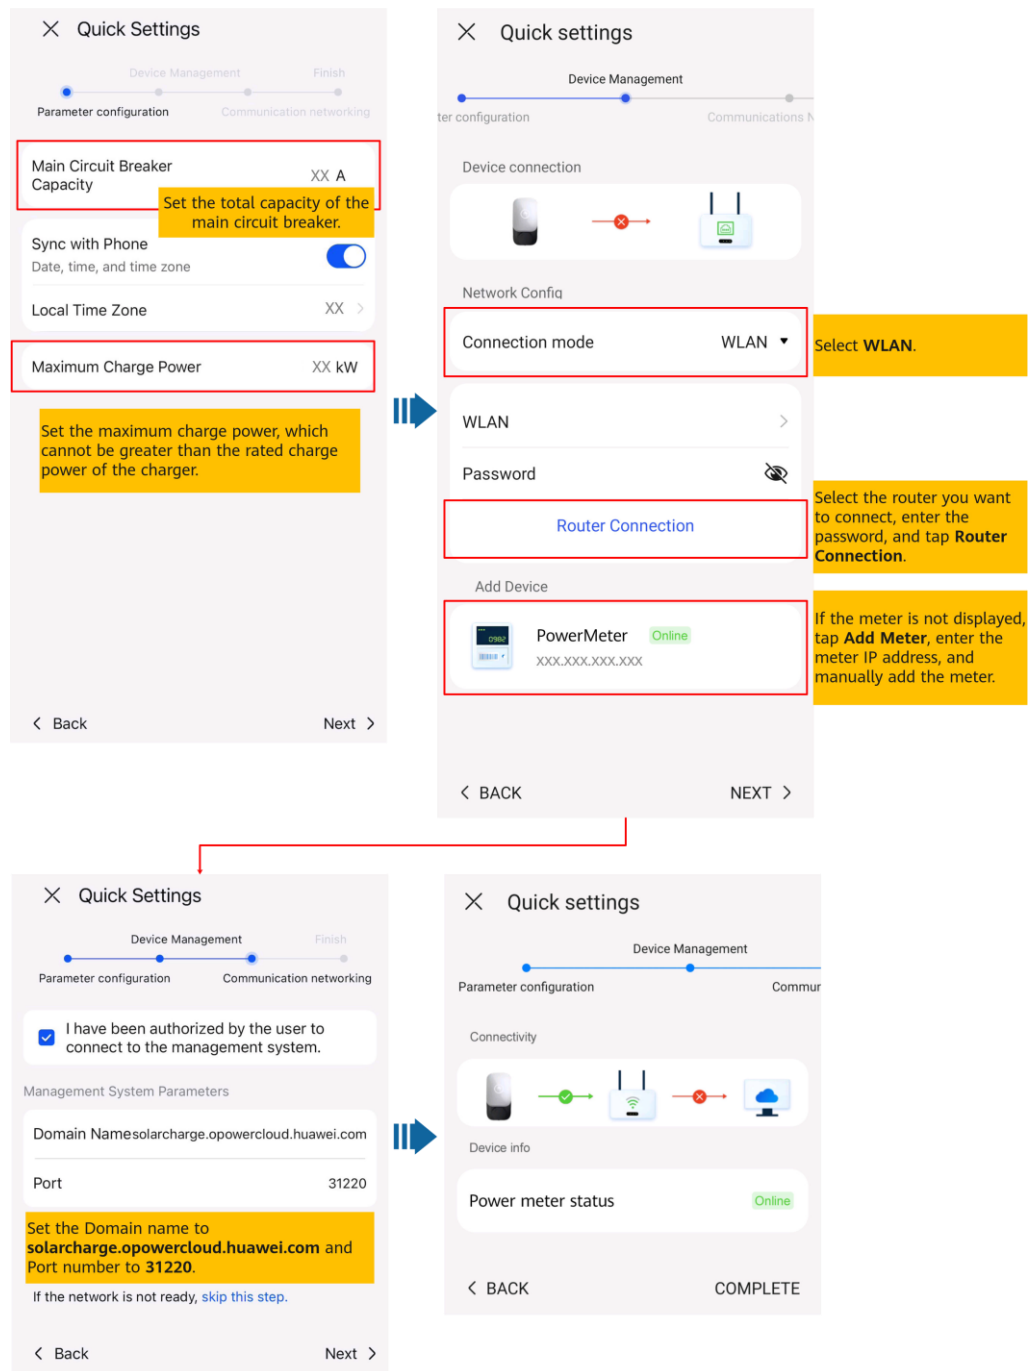 Quick Settings
Device Management
Finish
Parameter configuration
Communication networking
Main Circuit Breaker
Capacity
XX A
Set the total capacity of the
main circuit breaker.
Sync with Phone
Date, time, and time zone
Local Time Zone
XX
Maximum Charge Power
XX kW
Set the maximum charge power, which
cannot be greater than the rated charge
power of the charger.
Back
Next
Quick settings
Device Management
ter configuration
Communications N
Device connection
Network Config
Connection mode
WLAN
Select WLAN.
WLAN
Password
Router Connection
Select the router you want
to connect, enter the
password, and tap Router
Connection.
Add Device
0982
PowerMeter
Online
XXX.XXX.XXX.XXX
If the meter is not displayed,
tap Add Meter, enter the
meter IP address, and
manually add the meter.
BACK
NEXT
Quick Settings
Device Management
Finish
Parameter configuration
Communication networking
I have been authorized by the user to
connect to the management system.
Management System Parameters
Domain Name solarcharge.opowercloud.huawei.com
Port
31220
Set the Domain name to
solarcharge.opowercloud.huawei.com and
Port number to 31220.
If the network is not ready, skip this step.
Back
Next
Quick settings
Device Management
Parameter configuration
Commur
Connectivity
Device info
Power meter status
Online
BACK
COMPLETE